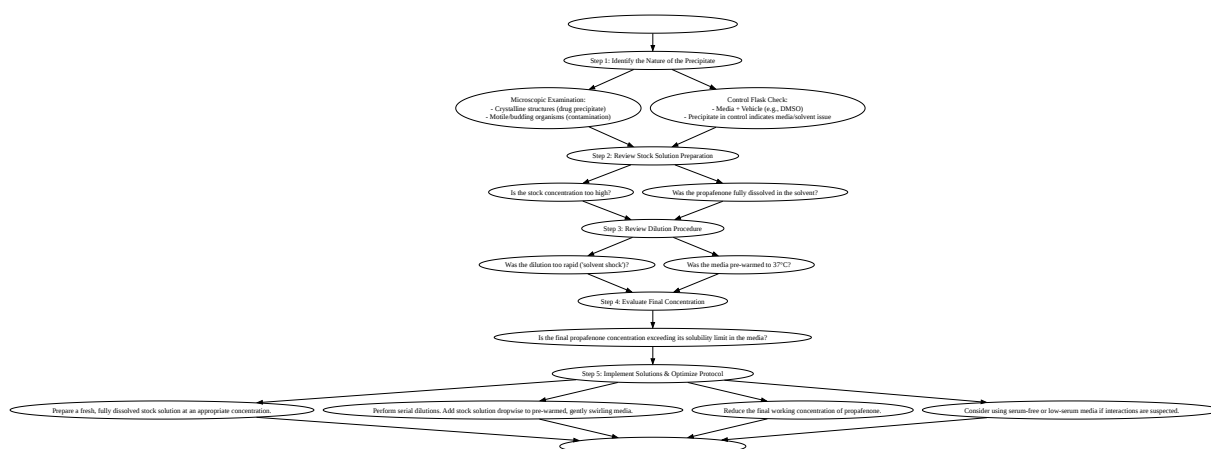 Step 1: Identify the Nature of the Precipitate
Microscopic Examination:
- Crystalline structures (drug precipitate)
- Motile/budding organisms (contamination)
Control Flask Check:
- Media + Vehicle (e.g., DMSO)
- Precipitate in control indicates media/solvent issue
Step 2: Review Stock Solution Preparation
Is the stock concentration too high?
Was the propafenone fully dissolved in the solvent?
Step 3: Review Dilution Procedure
Was the dilution too rapid ('solvent shock')?
Was the media pre-warmed to 37°C?
Step 4: Evaluate Final Concentration
Is the final propafenone concentration exceeding its solubility limit in the media?
Step 5: Implement Solutions & Optimize Protocol
Prepare a fresh, fully dissolved stock solution at an appropriate concentration.
Perform serial dilutions. Add stock solution dropwise to pre-warmed, gently swirling media.
Reduce the final working concentration of propafenone.
Consider using serum-free or low-serum media if interactions are suspected.